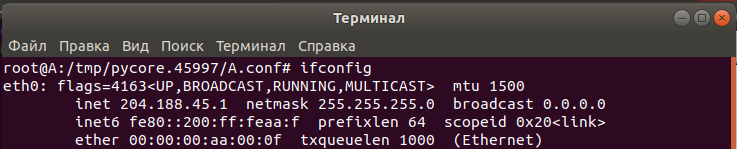 Терминал
Файл Правка Вид Поиск Терминал Справка
root@A:/tmp/pycore.45997/A.conf# ifconfig
eth0: flags=4163<UP,BROADCAST,RUNNING,MULTICAST>  mtu 1500
        inet 204.188.45.1  netmask 255.255.255.0  broadcast 0.0.0.0
        inet6 fe80::200:ff:feaa:f  prefixlen 64  scopeid 0x20<link>
        ether 00:00:00:aa:00:0f  txqueuelen 1000  (Ethernet)